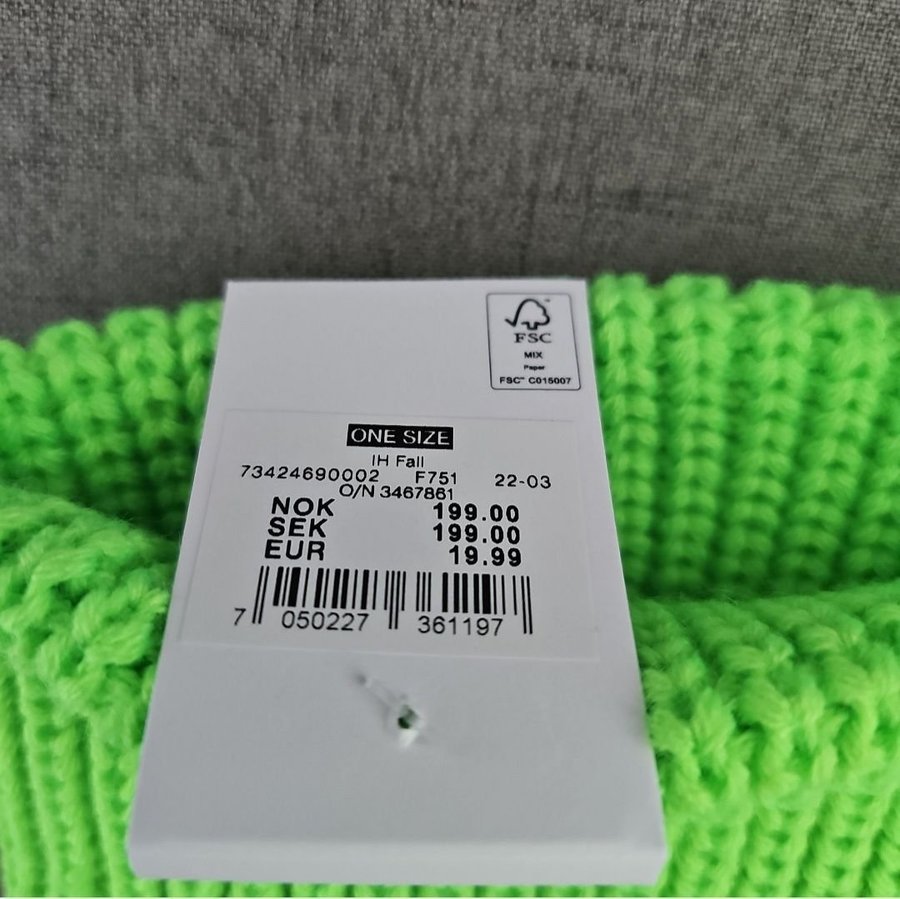 FSC
MIX
Paper
FSC™ C015007
ONE SIZE
IH Fall
73424690002 F751 22-03
O/N 3467861
NOK 199.00
SEK 199.00
EUR 19.99
7 050227 361197